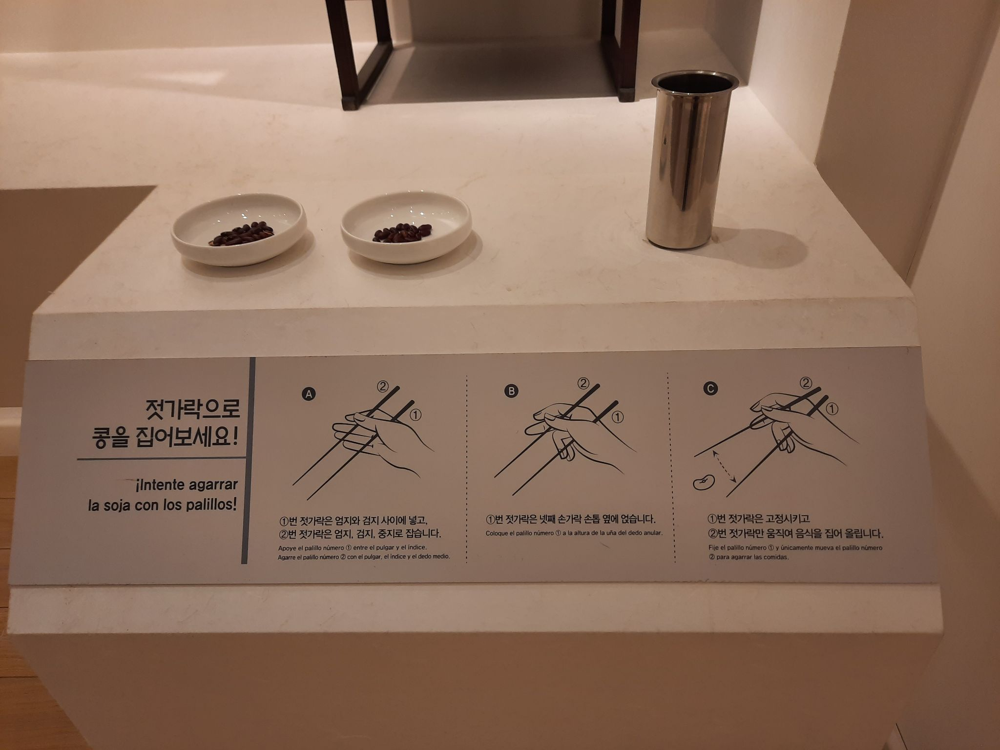 젓가락으로
콩을 집어보세요!
¡Intente agarrar
la soja con los palillos!
A
②
①
①번 젓가락은 엄지와 검지 사이에 넣고,
②번 젓가락은 엄지, 검지, 중지로 잡습니다.
Apoye el palillo número ① entre el pulgar y el índice.
Agarre el palillo número ② con el pulgar, el índice y el dedo medio.
B
②
①
①번 젓가락은 넷째 손가락 손톱 옆에 얹습니다.
Coloque el palillo número ① a la altura de la uña del dedo anular.
C
②
①
①번 젓가락은 고정시키고
②번 젓가락만 움직여 음식을 집어 올립니다.
Fije el palillo número ① y únicamente mueva el palillo número
② para agarrar las comidas.